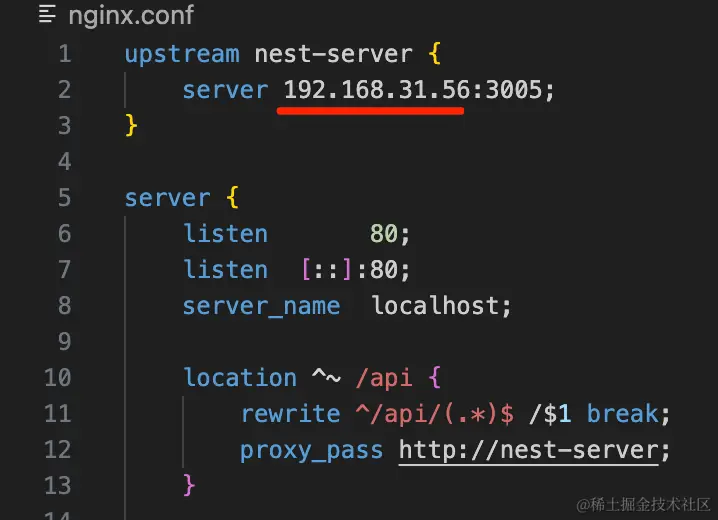 nginx.conf
1 upstream nest-server {
2 server 192.168.31.56:3005;
3 }
4
5 server {
6 listen 80;
7 listen [::]:80;
8 server_name localhost;
9
10 location ^~ /api {
11 rewrite ^/api/(.*)$ /$1 break;
12 proxy_pass http://nest-server;
13 }
14
@稀土掘金技术社区